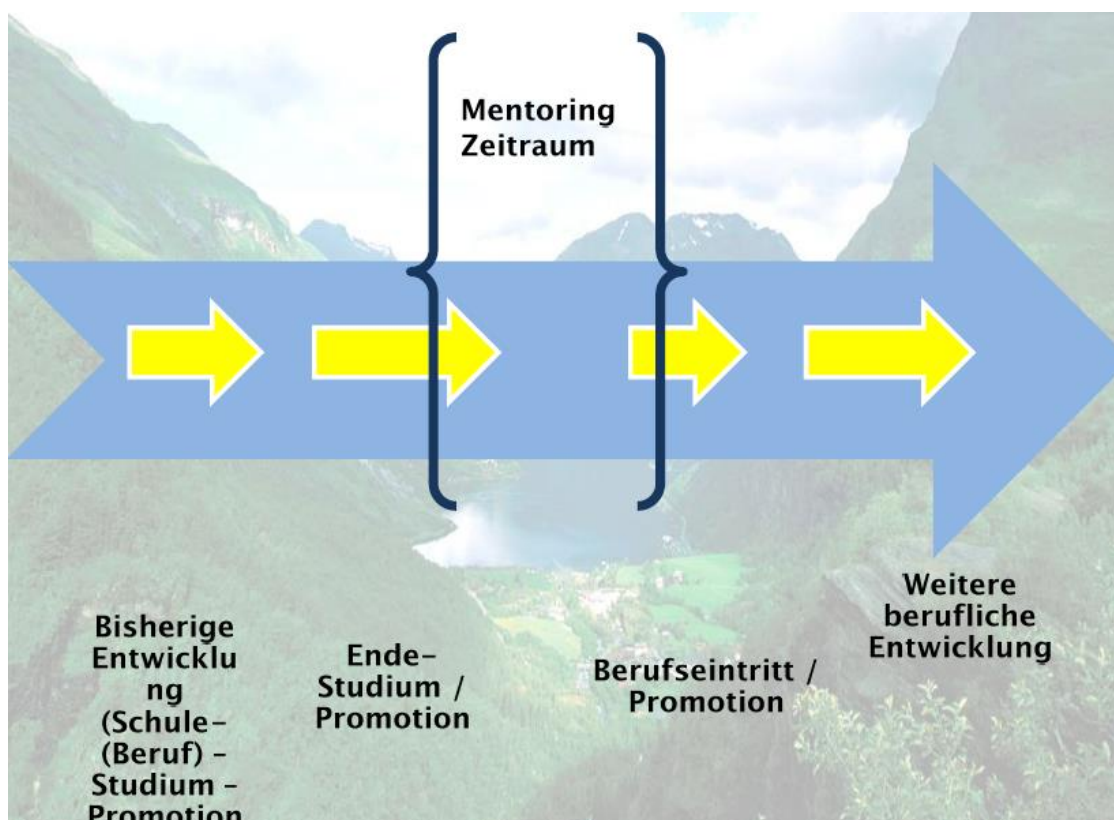 Mentoring
Zeitraum
Bisherige
Entwicklu
ng
(Schule–
(Beruf) –
Studium –
Promotion
Ende–
Studium /
Promotion
Berufseintritt /
Promotion
Weitere
berufliche
Entwicklung